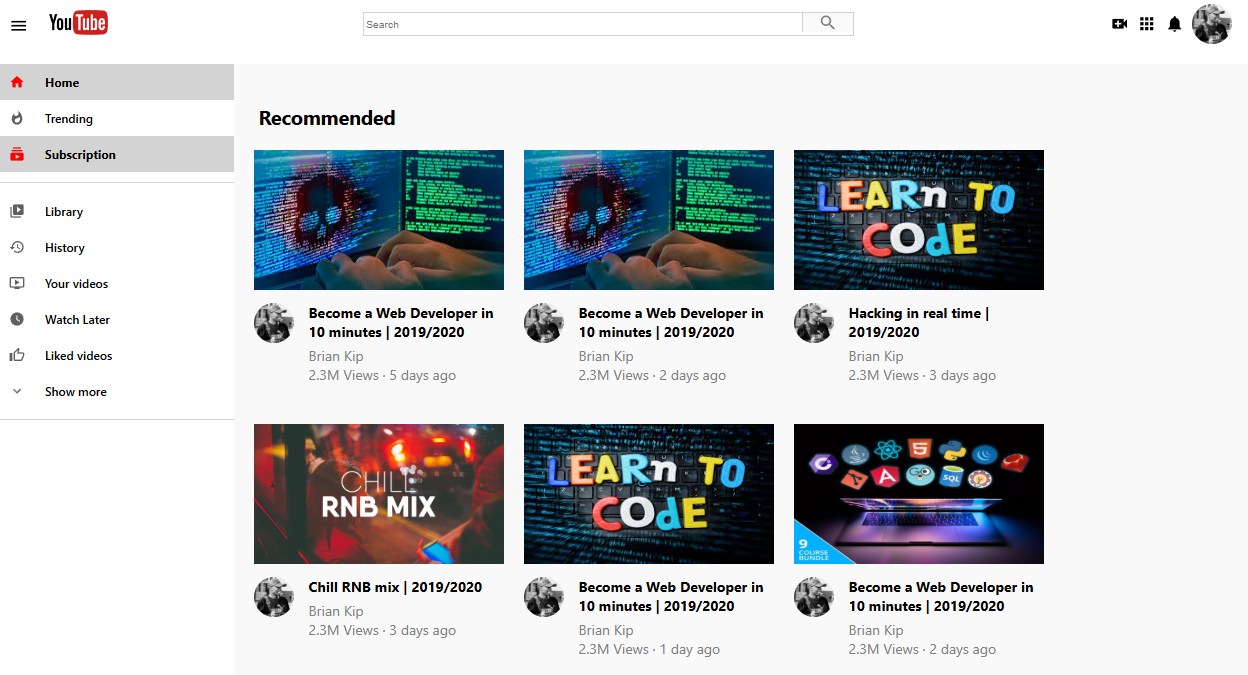 YouTube
Search
Home
Trending
Subscription
Library
History
Your videos
Watch Later
Liked videos
Show more
Recommended
LEARn TO
CODE
Become a Web Developer in
10 minutes | 2019/2020
Brian Kip
2.3M Views · 5 days ago
Become a Web Developer in
10 minutes | 2019/2020
Brian Kip
2.3M Views · 2 days ago
Hacking in real time |
2019/2020
Brian Kip
2.3M Views · 3 days ago
CHILL
RNB MIX
LEARn TO
CODE
SQL
9
COURSE
BUNDLE
Chill RNB mix | 2019/2020
Brian Kip
2.3M Views · 3 days ago
Become a Web Developer in
10 minutes | 2019/2020
Brian Kip
2.3M Views · 1 day ago
Become a Web Developer in
10 minutes | 2019/2020
Brian Kip
2.3M Views · 2 days ago